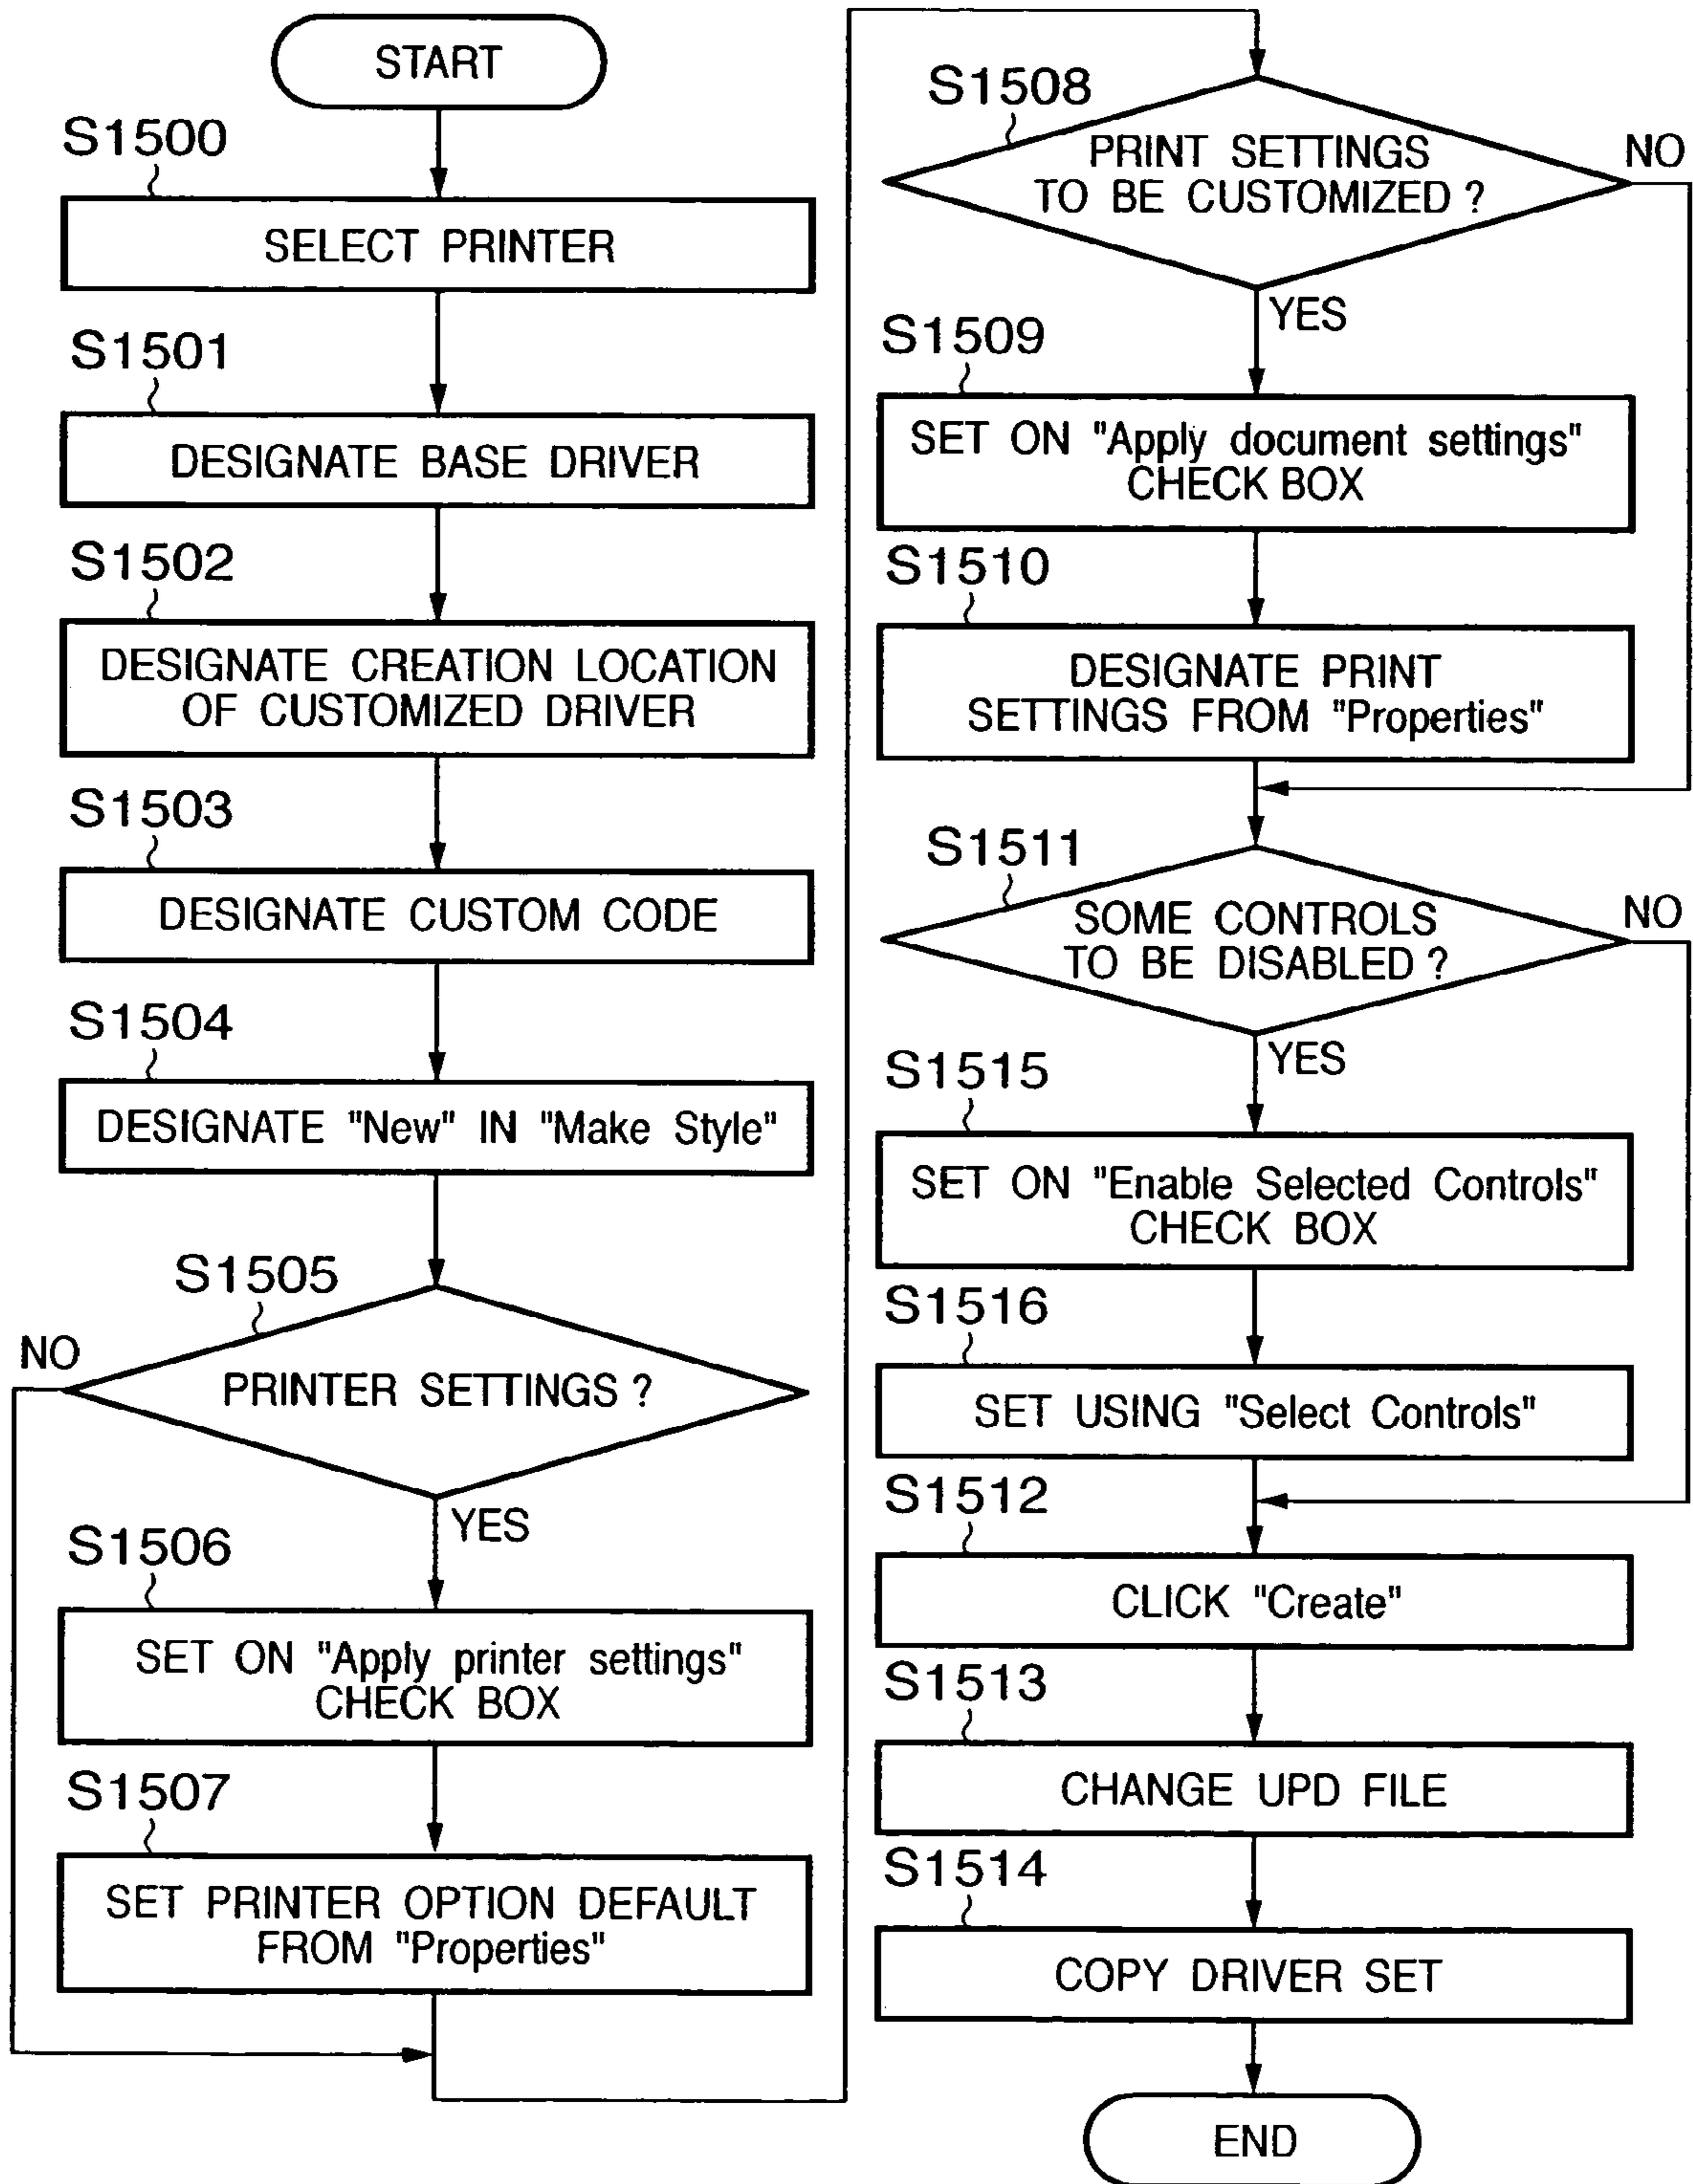 START
S1500
SELECT PRINTER
S1501
DESIGNATE BASE DRIVER
S1502
DESIGNATE CREATION LOCATION
OF CUSTOMIZED DRIVER
S1503
DESIGNATE CUSTOM CODE
S1504
DESIGNATE "New" IN "Make Style"
S1505
NO
PRINTER SETTINGS ?
YES
S1506
SET ON "Apply printer settings"
CHECK BOX
S1507
SET PRINTER OPTION DEFAULT
FROM "Properties"
S1508
PRINT SETTINGS
TO BE CUSTOMIZED ?
NO
YES
S1509
SET ON "Apply document settings"
CHECK BOX
S1510
DESIGNATE PRINT
SETTINGS FROM "Properties"
S1511
SOME CONTROLS
TO BE DISABLED ?
NO
YES
S1515
SET ON "Enable Selected Controls"
CHECK BOX
S1516
SET USING "Select Controls"
S1512
CLICK "Create"
S1513
CHANGE UPD FILE
S1514
COPY DRIVER SET
END